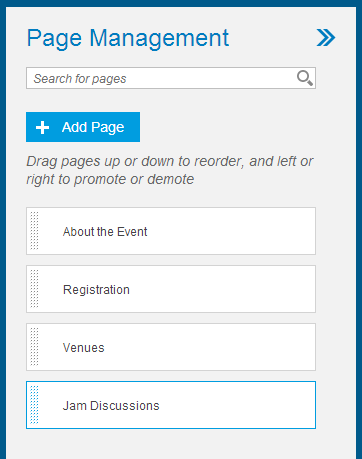 Page Management
Search for pages
Add Page
Drag pages up or down to reorder, and left or
right to promote or demote
About the Event
Registration
Venues
Jam Discussions